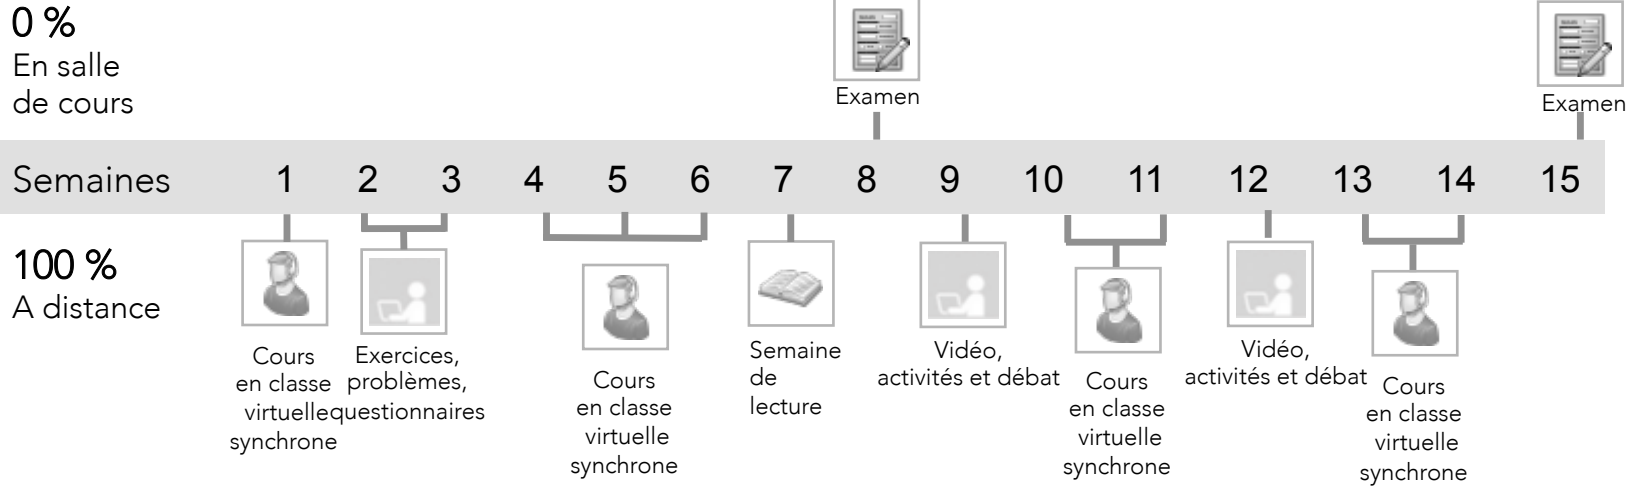 0 %
En salle
de cours
Examen
Examen
Semaines 1 2 3 4 5 6 7 8 9 10 11 12 13 14 15
100 %
A distance
Cours
en classe
virtuelle
synchrone
Exercices,
problèmes,
questionnaires
Cours
en classe
virtuelle
synchrone
Semaine
de
lecture
Vidéo,
activités et débat
Cours
en classe
virtuelle
synchrone
Vidéo,
activités et débat
Cours
en classe
virtuelle
synchrone